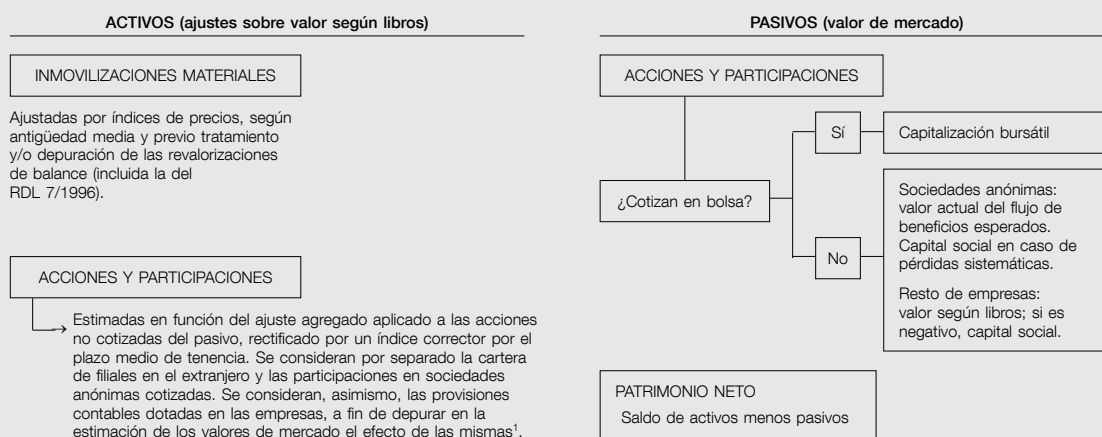 ACTIVOS (ajustes sobre valor según libros)
INMOVILIZACIONES MATERIALES
Ajustadas por índices de precios, según
antigüedad media y previo tratamiento
y/o depuración de las revalorizaciones
de balance (incluida la del
RDL 7/1996).
ACCIONES Y PARTICIPACIONES
Estimadas en función del ajuste agregado aplicado a las acciones
no cotizadas del pasivo, rectificado por un índice corrector por el
plazo medio de tenencia. Se consideran por separado la cartera
de filiales en el extranjero y las participaciones en sociedades
anónimas cotizadas. Se consideran, asimismo, las provisiones
contables dotadas en las empresas, a fin de depurar en la
estimación de los valores de mercado el efecto de las mismas¹.
PASIVOS (valor de mercado)
ACCIONES Y PARTICIPACIONES
¿Cotizan en bolsa?
Sí
Capitalización bursátil
No
Sociedades anónimas:
valor actual del flujo de
beneficios esperados.
Capital social en caso de
pérdidas sistemáticas.
Resto de empresas:
valor según libros; si es
negativo, capital social.
PATRIMONIO NETO
Saldo de activos menos pasivos